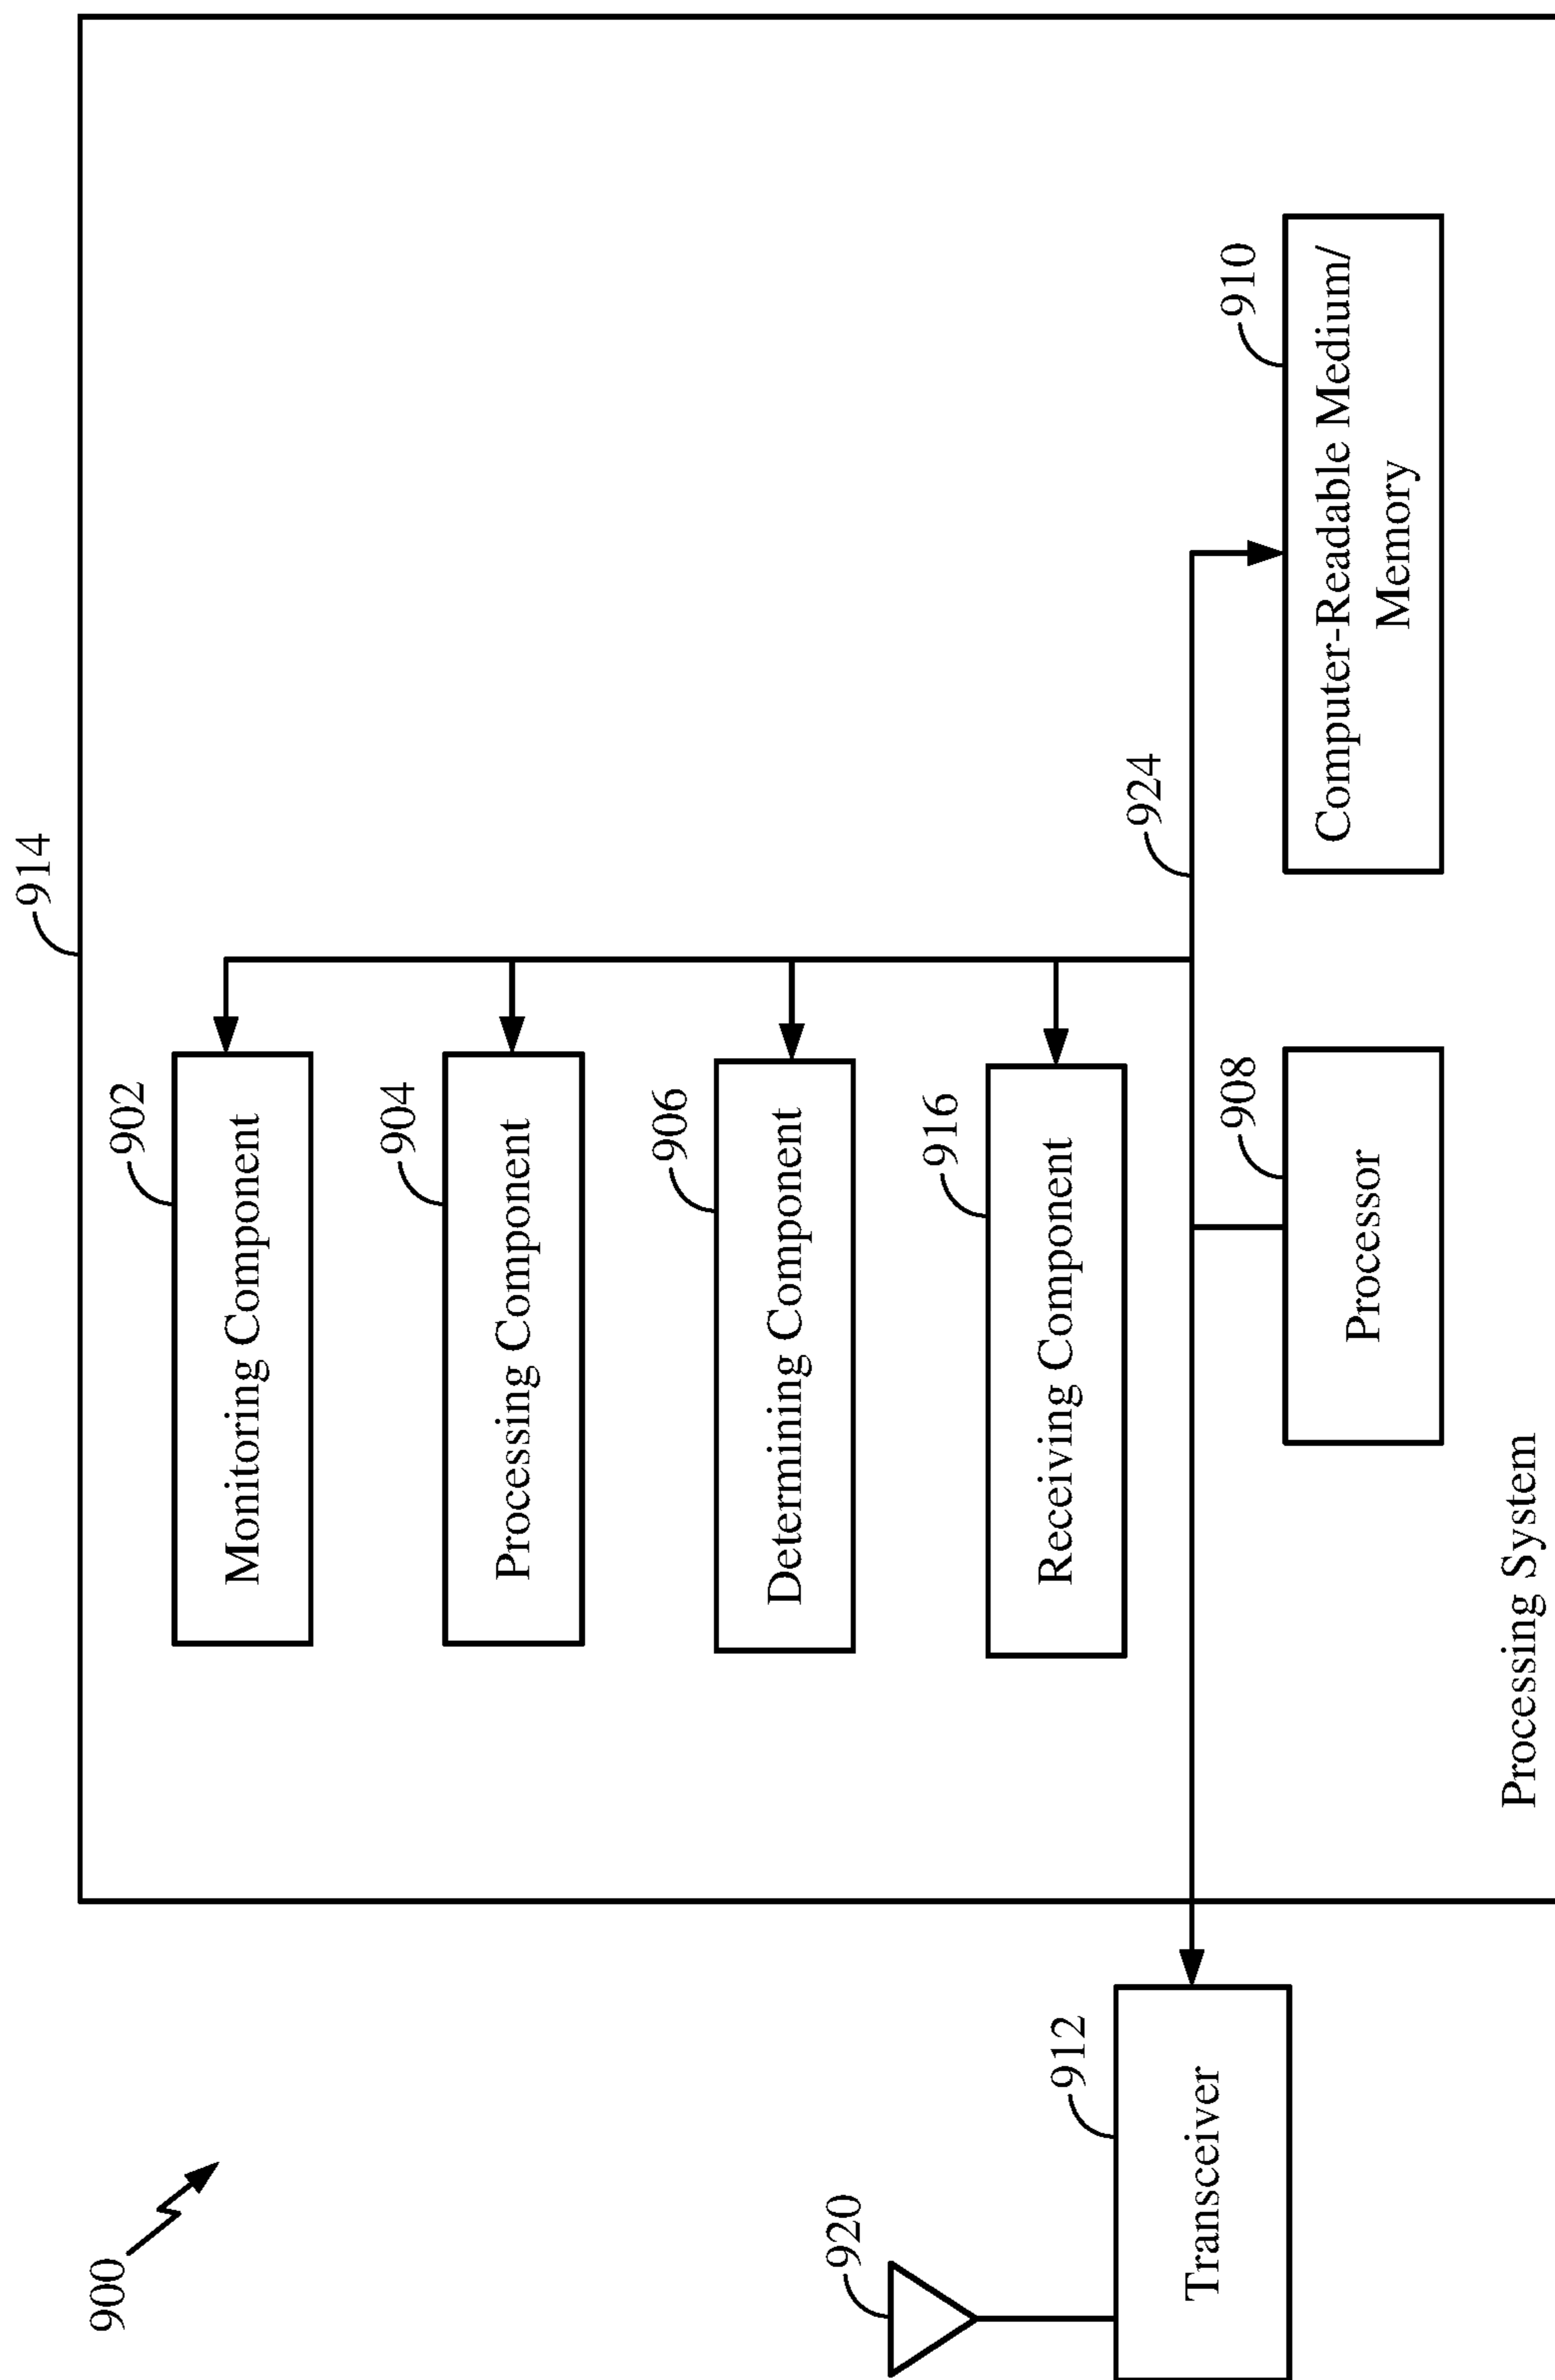 900
914
902
Monitoring Component
904
Processing Component
906
Determining Component
916
Receiving Component
920
912
Transceiver
924
908
Processor
910
Computer-Readable Medium/
Memory
Processing System